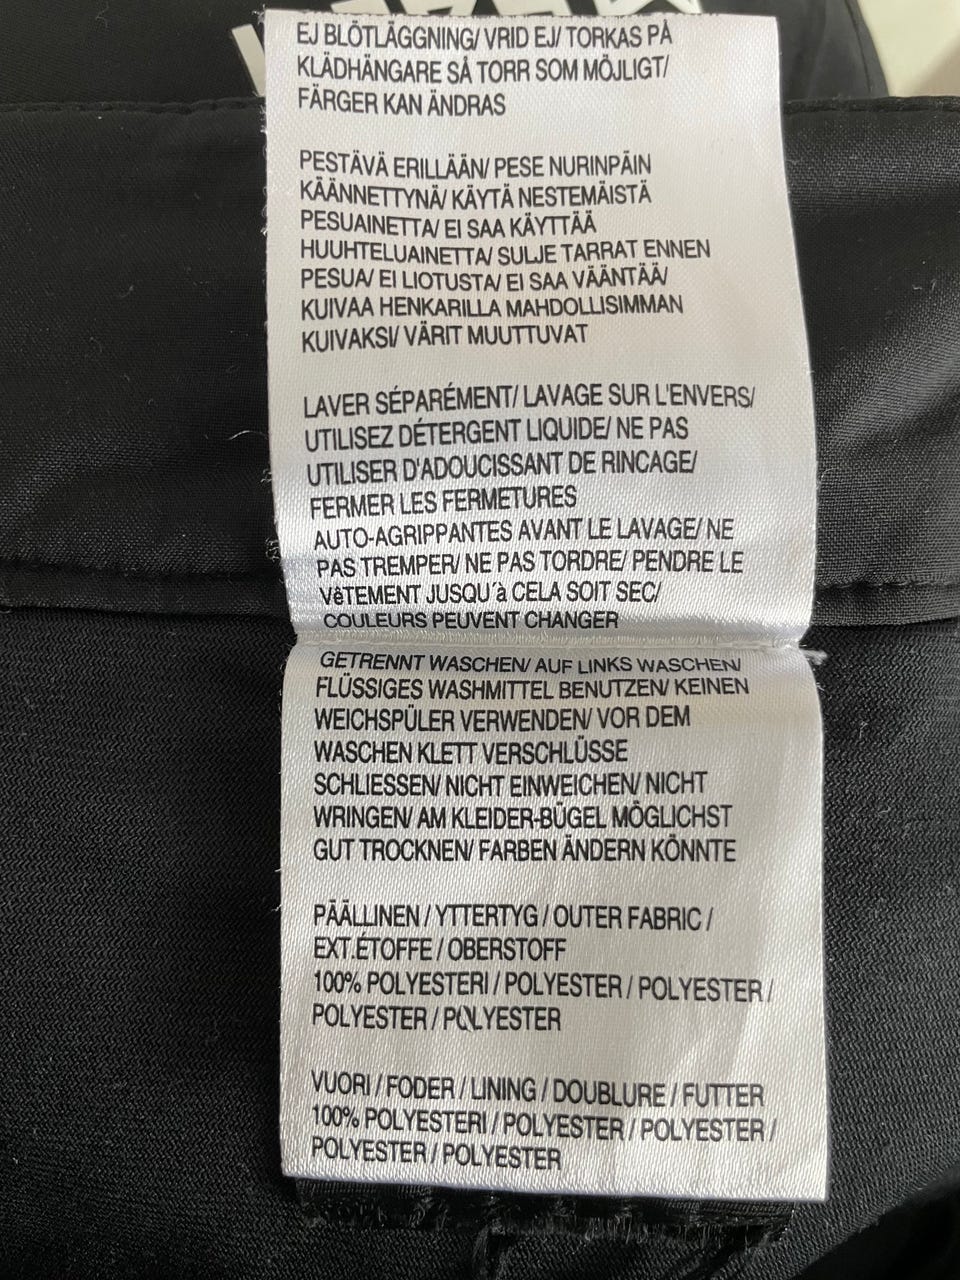 EJ BLÖTLÄGGNING/ VRID EJ/ TORKAS PÅ
KLÄDHÄNGARE SÅ TORR SOM MÖJLIGT/
FÄRGER KAN ÄNDRAS
PESTÄVÄ ERILLÄÄN/ PESE NURINPÄIN
KÄÄNNETTYNÄ/ KÄYTÄ NESTEMÄISTÄ
PESUAINETTA/ EI SAA KÄYTTÄÄ
HUUHTELUAINETTA/ SULJE TARRAT ENNEN
PESUA/ EI LIOTUSTA/ EI SAA VÄÄNTÄÄ/
KUIVAA HENKARILLA MAHDOLLISIMMAN
KUIVAKSI/ VÄRIT MUUTTUVAT
LAVER SÉPARÉMENT/ LAVAGE SUR L'ENVERS/
UTILISEZ DÉTERGENT LIQUIDE/ NE PAS
UTILISER D'ADOUCISSANT DE RINCAGE/
FERMER LES FERMETURES
AUTO-AGRIPPANTES AVANT LE LAVAGE/ NE
PAS TREMPER/ NE PAS TORDRE/ PENDRE LE
VêTEMENT JUSQU´à CELA SOIT SEC/
COULEURS PEUVENT CHANGER
GETRENNT WASCHEN/ AUF LINKS WASCHEN/
FLÜSSIGES WASHMITTEL BENUTZEN/ KEINEN
WEICHSPÜLER VERWENDEN/ VOR DEM
WASCHEN KLETT VERSCHLÜSSE
SCHLIESSEN/ NICHT EINWEICHEN/ NICHT
WRINGEN/ AM KLEIDER-BÜGEL MÖGLICHST
GUT TROCKNEN/ FARBEN ÄNDERN KÖNNTE
PÄÄLLINEN / YTTERTYG / OUTER FABRIC /
EXT.ÉTOFFE / OBERSTOFF
100% POLYESTERI / POLYESTER / POLYESTER /
POLYESTER / POLYESTER
VUORI / FODER / LINING / DOUBLURE / FUTTER
100% POLYESTERI / POLYESTER / POLYESTER /
POLYESTER / POLYESTER